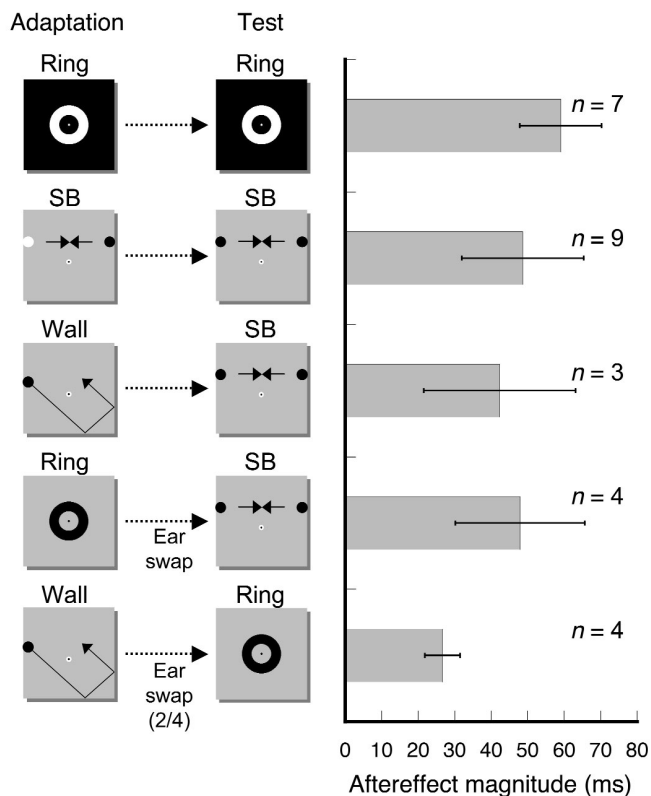 Adaptation Test
Ring Ring
n = 7
SB SB
n = 9
Wall SB
n = 3
Ring SB
n = 4
Ear
swap
Wall Ring
n = 4
Ear
swap
(2/4)
0 10 20 30 40 50 60 70 80
Aftereffect magnitude (ms)